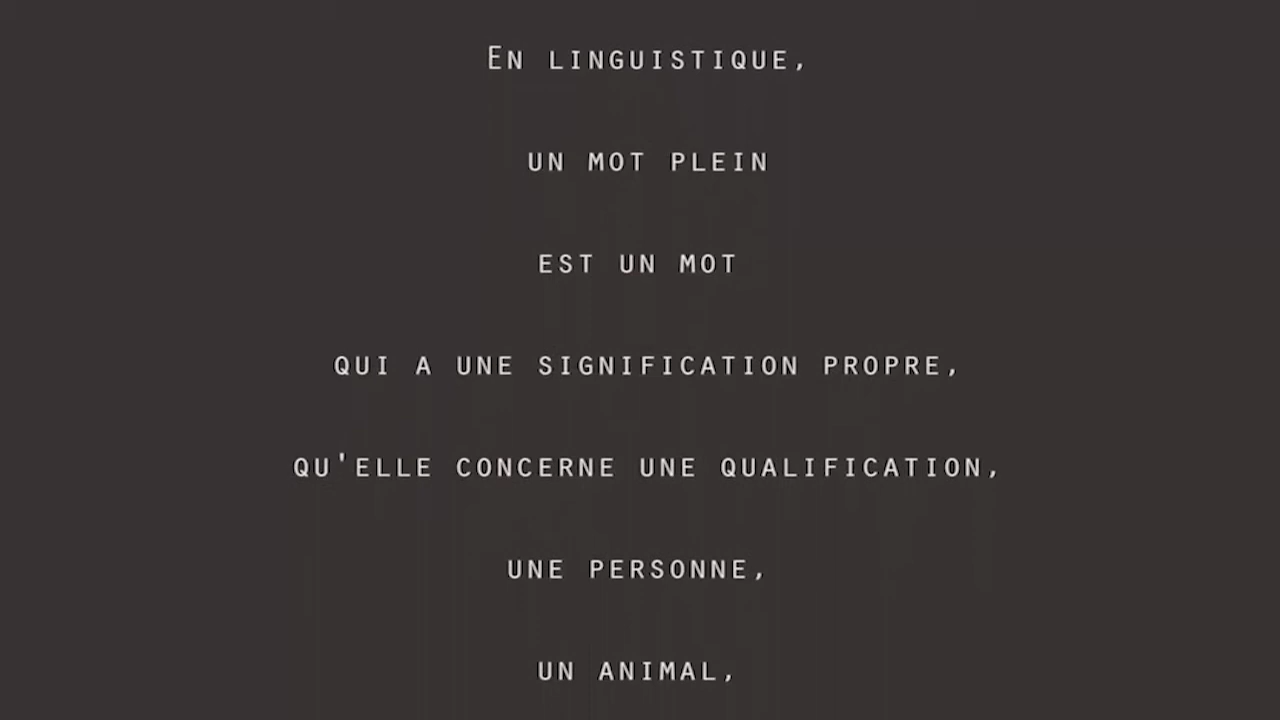 En linguistique,
un mot plein
est un mot
qui a une signification propre,
qu'elle concerne une qualification,
une personne,
un animal,